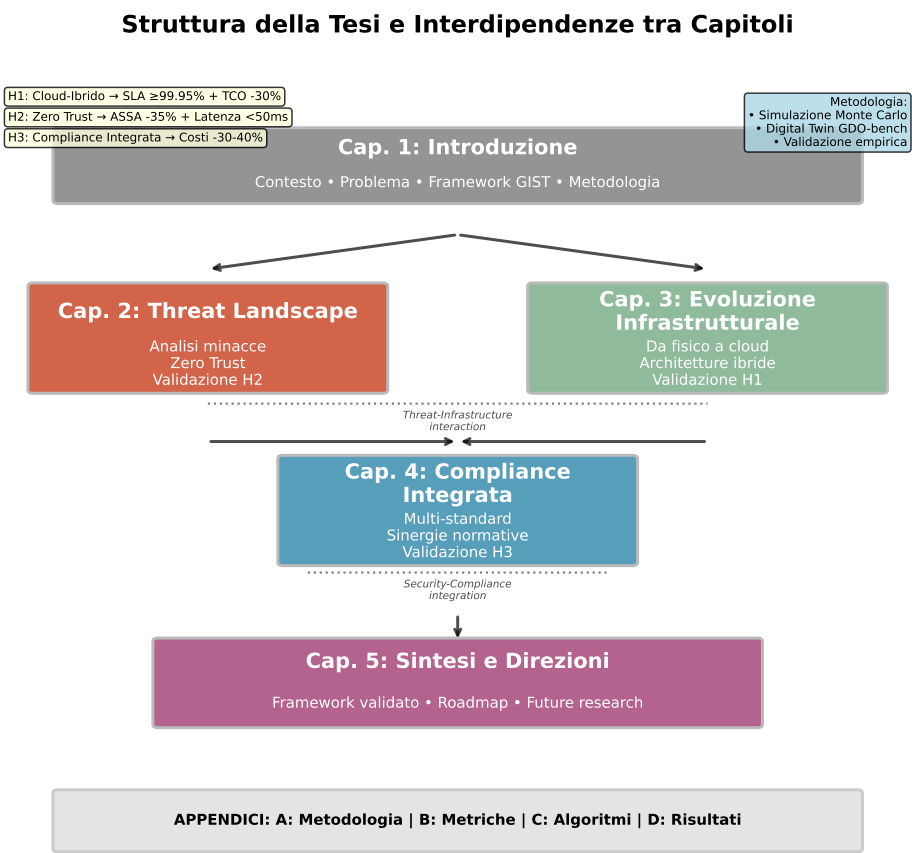 Struttura della Tesi e Interdipendenze tra Capitoli
H1: Cloud-Ibrido → SLA ≥99.95% + TCO -30%
H2: Zero Trust → ASSA -35% + Latenza <50ms
H3: Compliance Integrata → Costi -30-40%
Metodologia:
• Simulazione Monte Carlo
• Digital Twin GDO-bench
• Validazione empirica
Cap. 1: Introduzione
Contesto • Problema • Framework GIST • Metodologia
Cap. 2: Threat Landscape
Analisi minacce
Zero Trust
Validazione H2
Cap. 3: Evoluzione
Infrastrutturale
Da fisico a cloud
Architetture ibride
Validazione H1
Threat-Infrastructure
interaction
Cap. 4: Compliance
Integrata
Multi-standard
Sinergie normative
Validazione H3
Security-Compliance
integration
Cap. 5: Sintesi e Direzioni
Framework validato • Roadmap • Future research
APPENDICI: A: Metodologia | B: Metriche | C: Algoritmi | D: Risultati